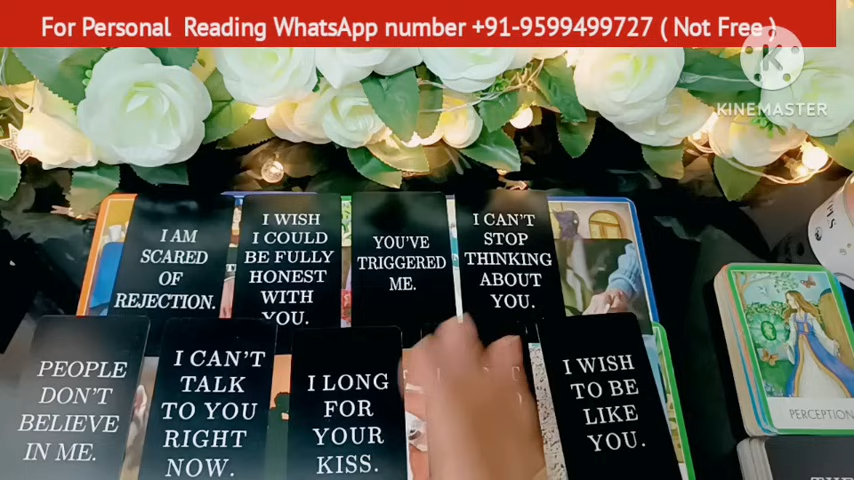 For Personal Reading WhatsApp number +91-9599499727 ( Not Free )
KINEMASTER
I AM
SCARED
OF
REJECTION.
I WISH
I COULD
BE FULLY
HONEST
WITH
YOU.
YOU'VE
TRIGGERED
ME.
I CAN'T
STOP
THINKING
ABOUT
YOU.
PEOPLE
DON'T
BELIEVE
IN ME.
I CAN'T
TALK
TO YOU
RIGHT
NOW.
I LONG
FOR
YOUR
KISS.
I WISH
TO BE
LIKE
YOU.
PERCEPTION